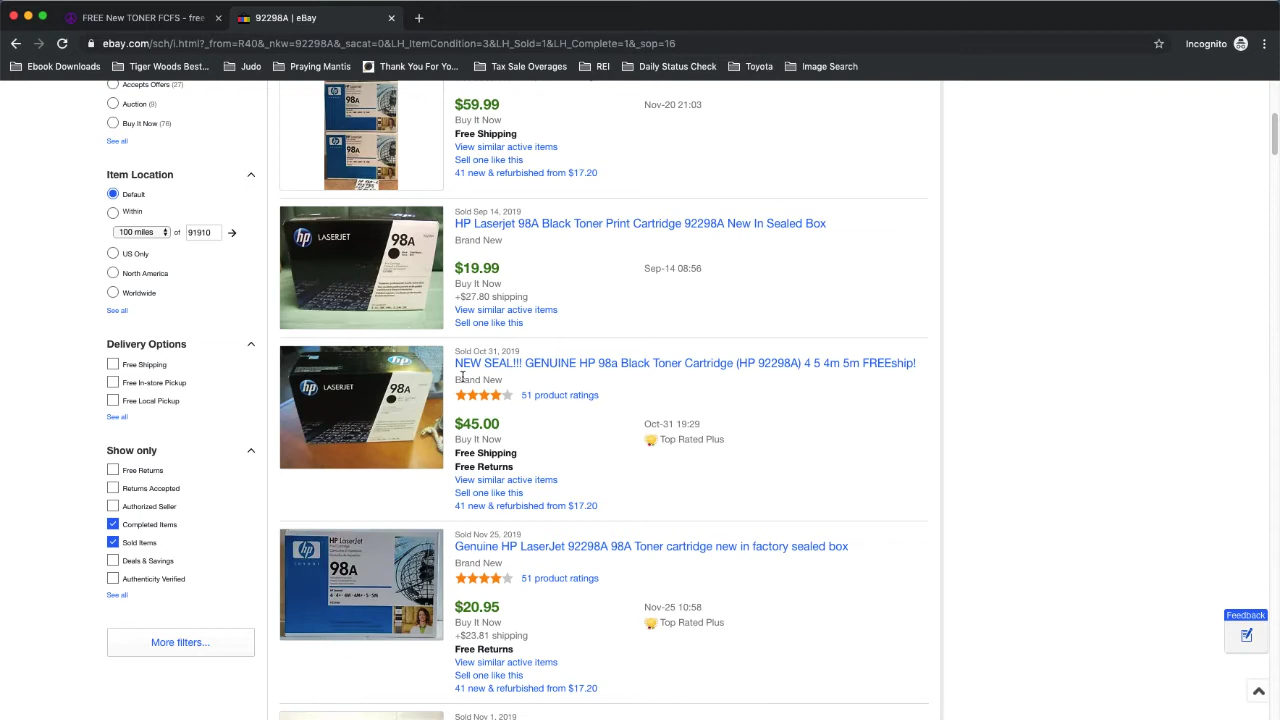 FREE New TONER FCFS - free
92298A | eBay
ebay.com/sch/i.html?_from=R40&_nkw=92298A&_sacat=0&LH_ItemCondition=3&LH_Sold=1&LH_Complete=1&_sop=16
Incognito
Ebook Downloads
Tiger Woods Best...
Judo
Praying Mantis
Thank You For Yo...
Tax Sale Overages
REI
Daily Status Check
Toyota
Image Search
Accepts Offers (27)
Auction (9)
Buy It Now (76)
See all
Item Location
Default
Within
100 miles of 91910
US Only
North America
Worldwide
See all
Delivery Options
Free Shipping
Free In-store Pickup
Free Local Pickup
See all
Show only
Free Returns
Returns Accepted
Authorized Seller
Completed Items
Sold Items
Deals & Savings
Authenticity Verified
See all
More filters...
98A
98A
$59.99
Nov-20 21:03
Buy It Now
Free Shipping
View similar active items
Sell one like this
41 new & refurbished from $17.20
hp LASERJET 98A
Sold Sep 14, 2019
HP Laserjet 98A Black Toner Print Cartridge 92298A New In Sealed Box
Brand New
$19.99
Sep-14 08:56
Buy It Now
+$27.80 shipping
View similar active items
Sell one like this
hp LASERJET 98A
Sold Oct 31, 2019
NEW SEAL!!! GENUINE HP 98a Black Toner Cartridge (HP 92298A) 4 5 4m 5m FREEship!
Brand New
51 product ratings
$45.00
Oct-31 19:29
Buy It Now
Top Rated Plus
Free Shipping
Free Returns
View similar active items
Sell one like this
41 new & refurbished from $17.20
hp
invent
HP LaserJet
98A
Sold Nov 25, 2019
Genuine HP LaserJet 92298A 98A Toner cartridge new in factory sealed box
Brand New
51 product ratings
$20.95
Nov-25 10:58
Buy It Now
Top Rated Plus
+$23.81 shipping
Free Returns
View similar active items
Sell one like this
41 new & refurbished from $17.20
Sold Nov 1, 2019
Feedback